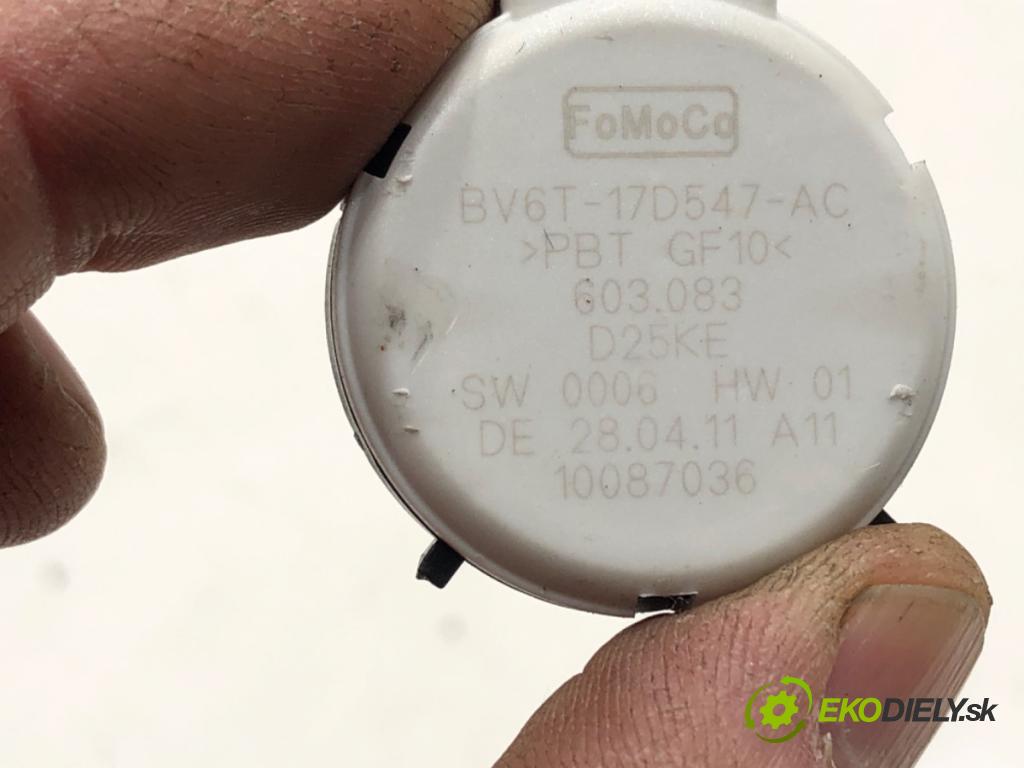 FoMoCo
BV6T-17D547-AC
>PBT GF10<
603.083
D25KE
SW 0006 HW 01
DE 28.04.11 A11
10087036
EKODIELY.sk